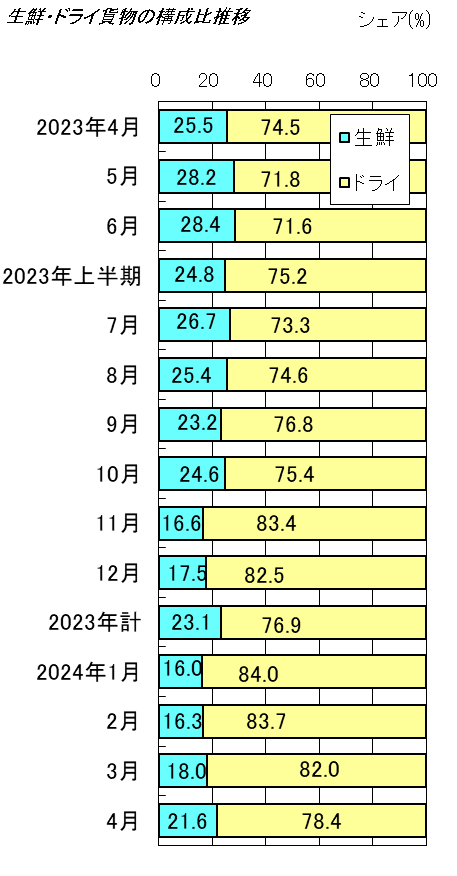 生鮮・ドライ貨物の構成比推移 シェア(%)
0 20 40 60 80 100
2023年4月 25.5 74.5
生鮮
5月 28.2 71.8
ドライ
6月 28.4 71.6
2023年上半期 24.8 75.2
7月 26.7 73.3
8月 25.4 74.6
9月 23.2 76.8
10月 24.6 75.4
11月 16.6 83.4
12月 17.5 82.5
2023年計 23.1 76.9
2024年1月 16.0 84.0
2月 16.3 83.7
3月 18.0 82.0
4月 21.6 78.4